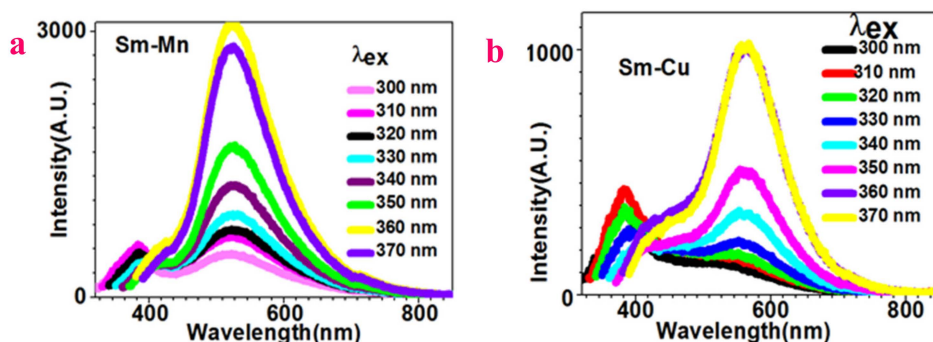 a
Sm-Mn
λex
300 nm
310 nm
320 nm
330 nm
340 nm
350 nm
360 nm
370 nm
3000
0
Intensity(A.U.)
400
600
800
Wavelength(nm)
b
Sm-Cu
λex
300 nm
310 nm
320 nm
330 nm
340 nm
350 nm
360 nm
370 nm
1000
0
Intensity(A.U.)
400
600
800
Wavelength(nm)